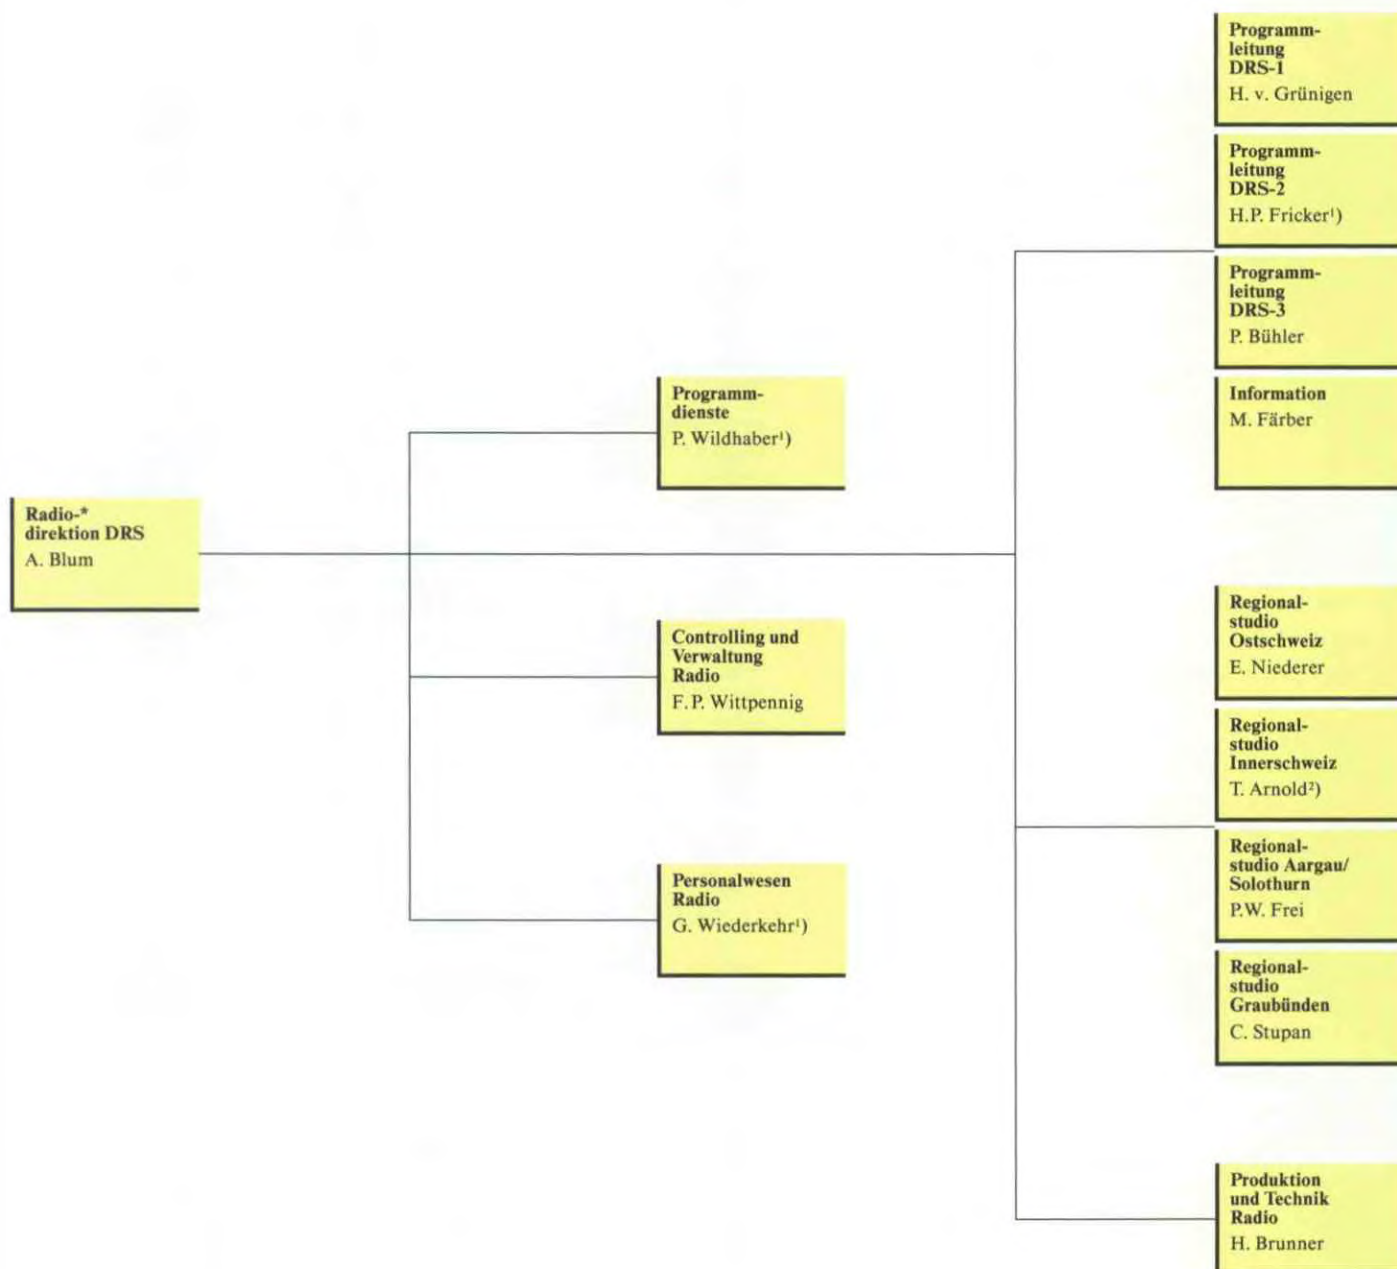 Radio-*
direktion DRS
A. Blum
Programm-
dienste
P. Wildhaber¹)
Controlling und
Verwaltung
Radio
F. P. Wittpennig
Personalwesen
Radio
G. Wiederkehr¹)
Programm-
leitung
DRS-1
H. v. Grünigen
Programm-
leitung
DRS-2
H.P. Fricker¹)
Programm-
leitung
DRS-3
P. Bühler
Information
M. Färber
Regional-
studio
Ostschweiz
E. Niederer
Regional-
studio
Innerschweiz
T. Arnold²)
Regional-
studio Aargau/
Solothurn
P.W. Frei
Regional-
studio
Graubünden
C. Stupan
Produktion
und Technik
Radio
H. Brunner